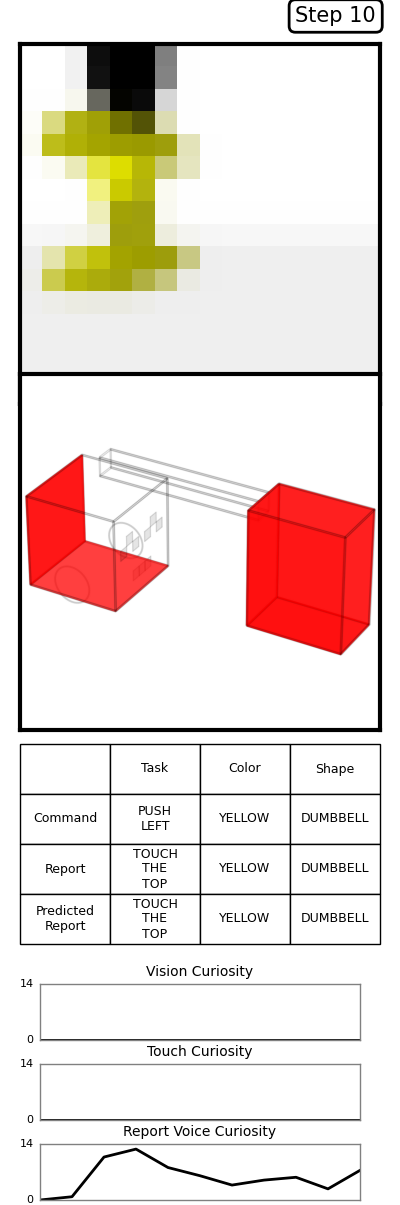 Step 10
Task Color Shape
Command PUSH LEFT YELLOW DUMBBELL
Report TOUCH THE TOP YELLOW DUMBBELL
Predicted Report TOUCH THE TOP YELLOW DUMBBELL
Vision Curiosity
14
0
Touch Curiosity
14
0
Report Voice Curiosity
14
0